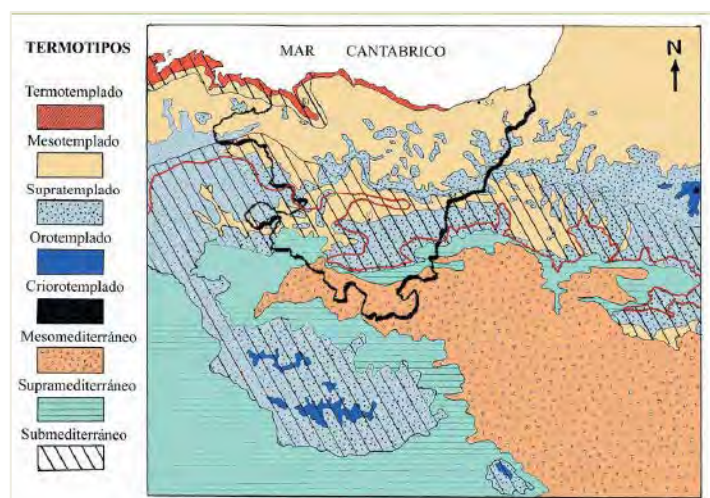 TERMOTIPOS
Termotemplado
Mesotemplado
Supratemplado
Orotemplado
Criorotemplado
Mesomediterráneo
Supramediterráneo
Submediterráneo
MAR CANTABRICO
N